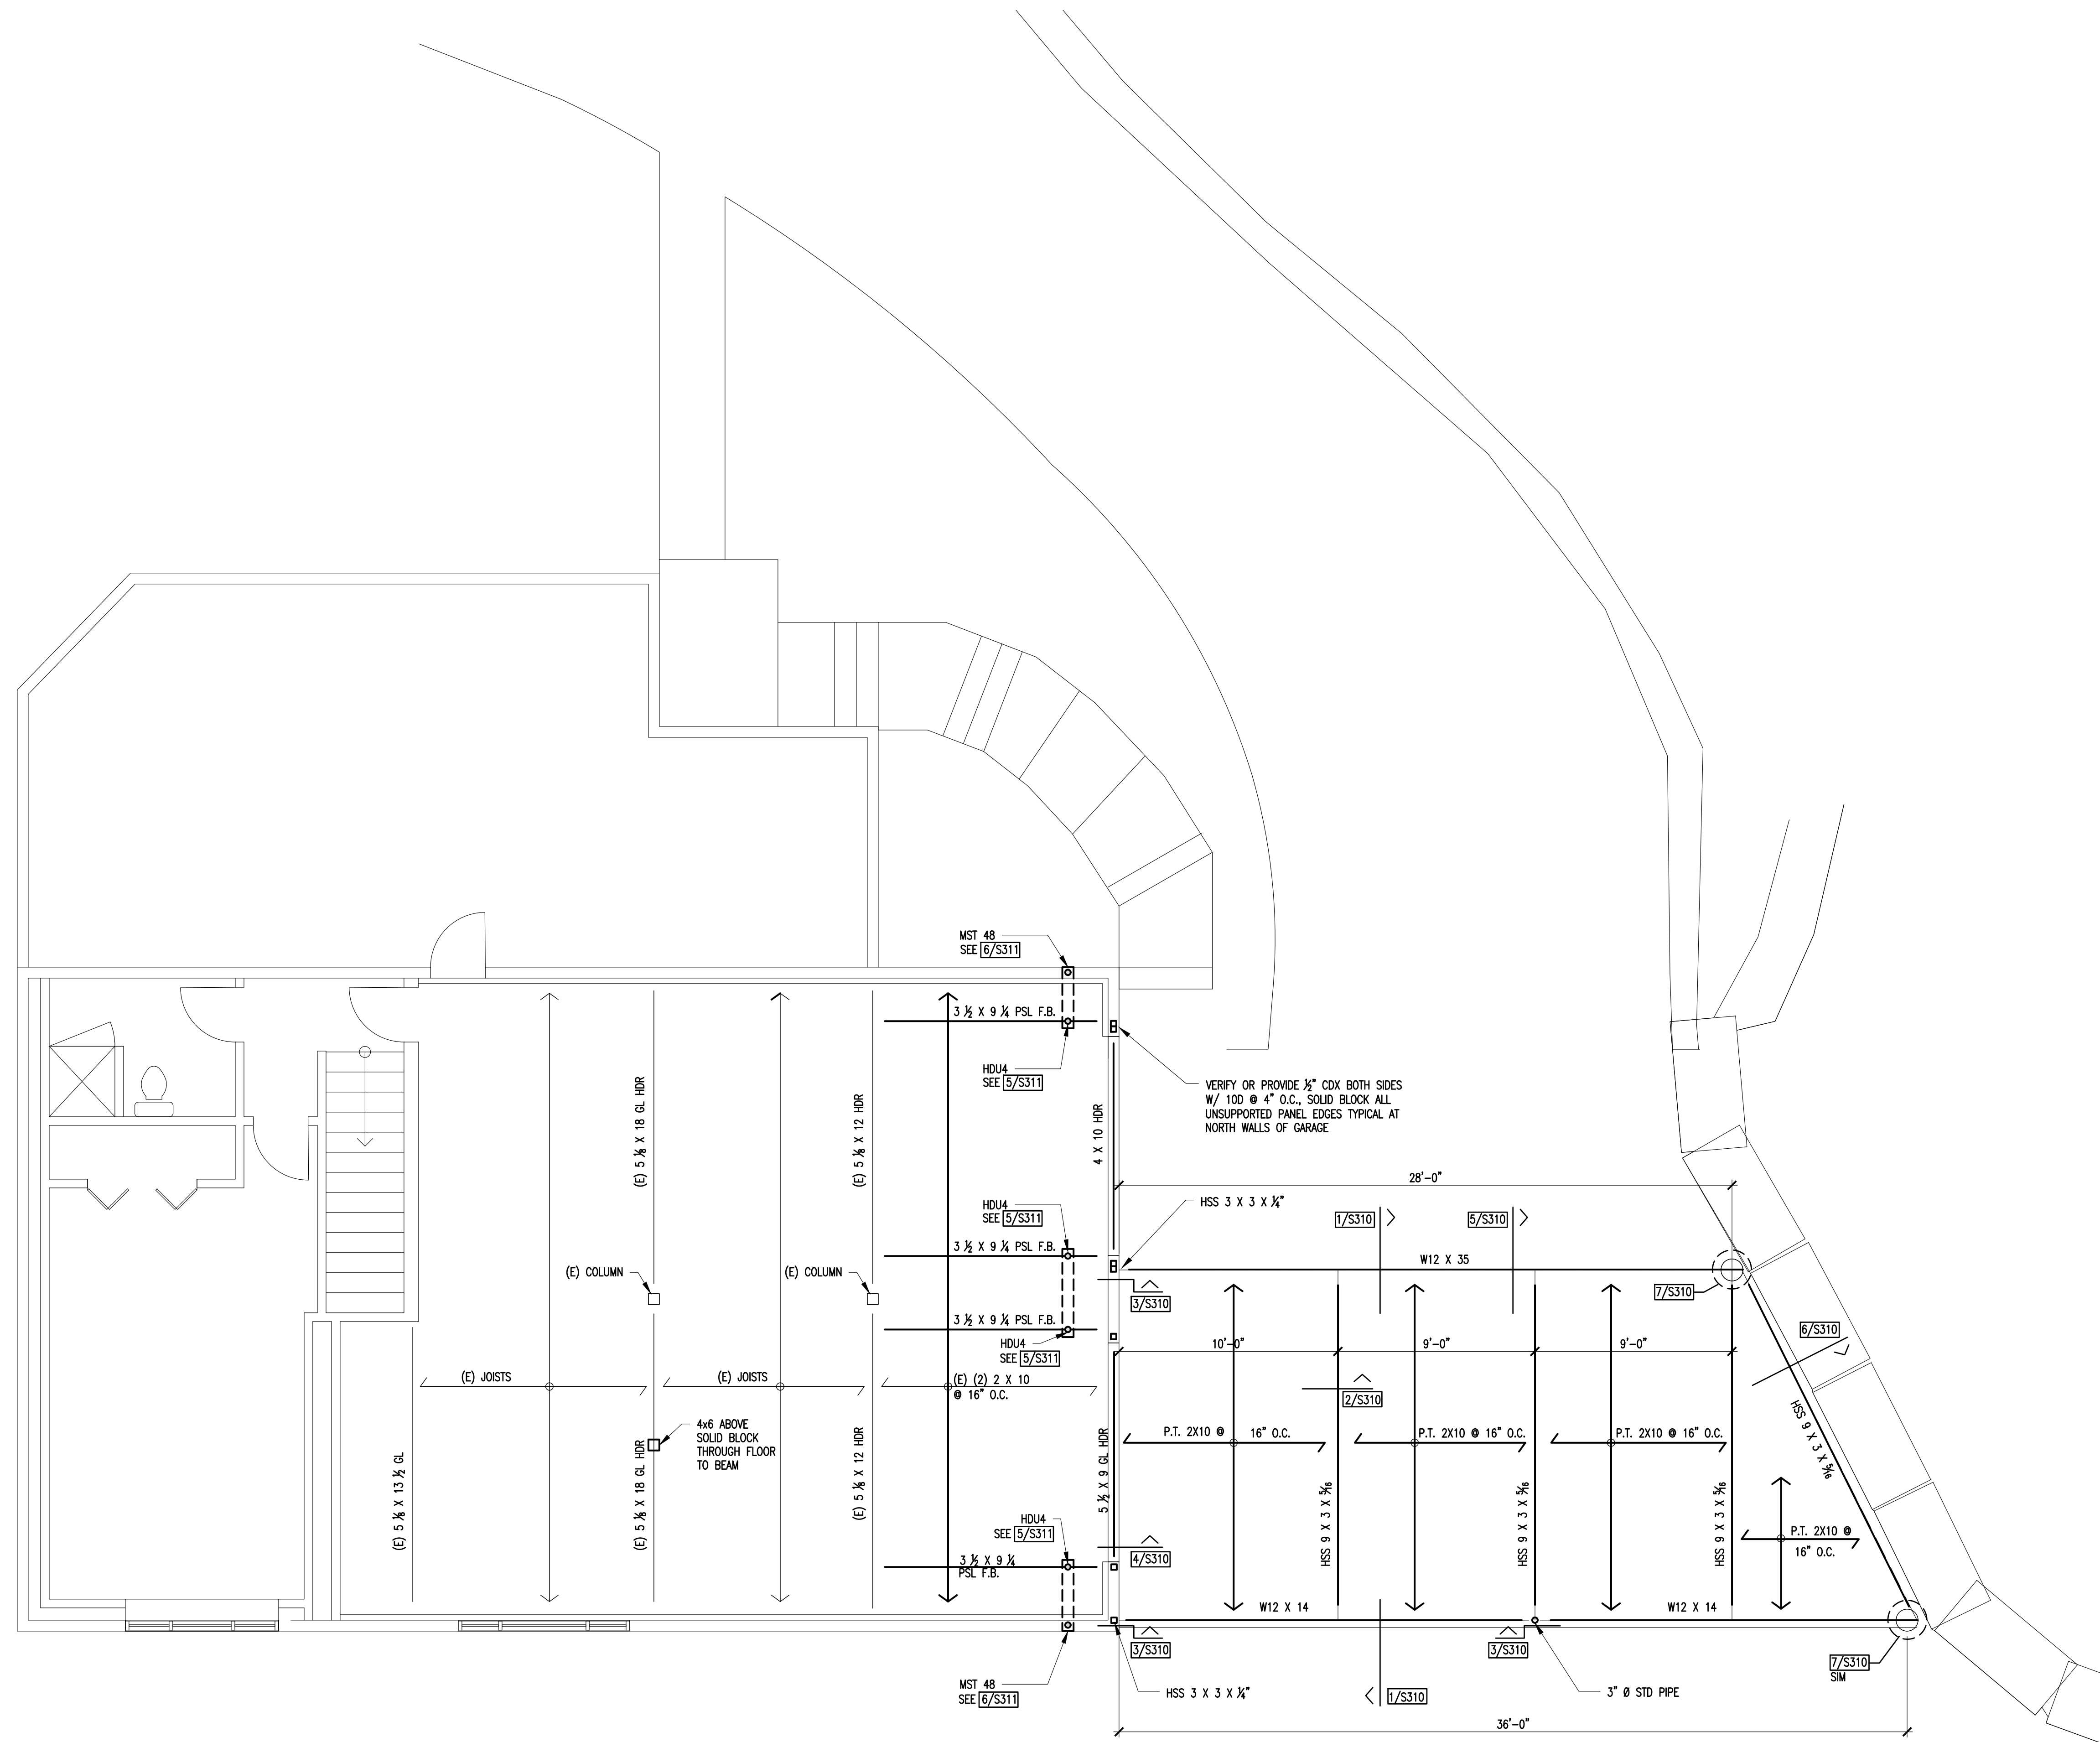 MST 48
SEE 6/S311
3 ½ X 9 ¼ PSL F.B.
HDU4
SEE 5/S311
VERIFY OR PROVIDE ½" CDX BOTH SIDES
W/ 10D @ 4" O.C., SOLID BLOCK ALL
UNSUPPORTED PANEL EDGES TYPICAL AT
NORTH WALLS OF GARAGE
(E) 5 ⅛ X 18 GL HDR
(E) 5 ⅛ X 12 HDR
4 X 10 HDR
28'-0"
HDU4
SEE 5/S311
HSS 3 X 3 X ¼"
1/S310
5/S310
3 ½ X 9 ¼ PSL F.B.
W12 X 35
(E) COLUMN
(E) COLUMN
7/S310
3/S310
3 ½ X 9 ¼ PSL F.B.
6/S310
HDU4
SEE 5/S311
10'-0"
9'-0"
9'-0"
(E) JOISTS
(E) JOISTS
(E) (2) 2 X 10
@ 16" O.C.
2/S310
4x6 ABOVE
SOLID BLOCK
THROUGH FLOOR
TO BEAM
P.T. 2X10 @ 16" O.C.
P.T. 2X10 @ 16" O.C.
P.T. 2X10 @ 16" O.C.
HSS 9 X 3 X 5/16
(E) 5 ⅛ X 13 ½ GL
(E) 5 ⅛ X 18 GL HDR
(E) 5 ⅛ X 12 HDR
5 ½ X 9 GL HDR
HSS 9 X 3 X 5/16
HSS 9 X 3 X 5/16
HSS 9 X 3 X 5/16
P.T. 2X10 @
16" O.C.
HDU4
SEE 5/S311
3 ½ X 9 ¼
PSL F.B.
4/S310
W12 X 14
W12 X 14
3/S310
3/S310
7/S310
SIM
MST 48
SEE 6/S311
HSS 3 X 3 X ¼"
1/S310
3" Ø STD PIPE
36'-0"